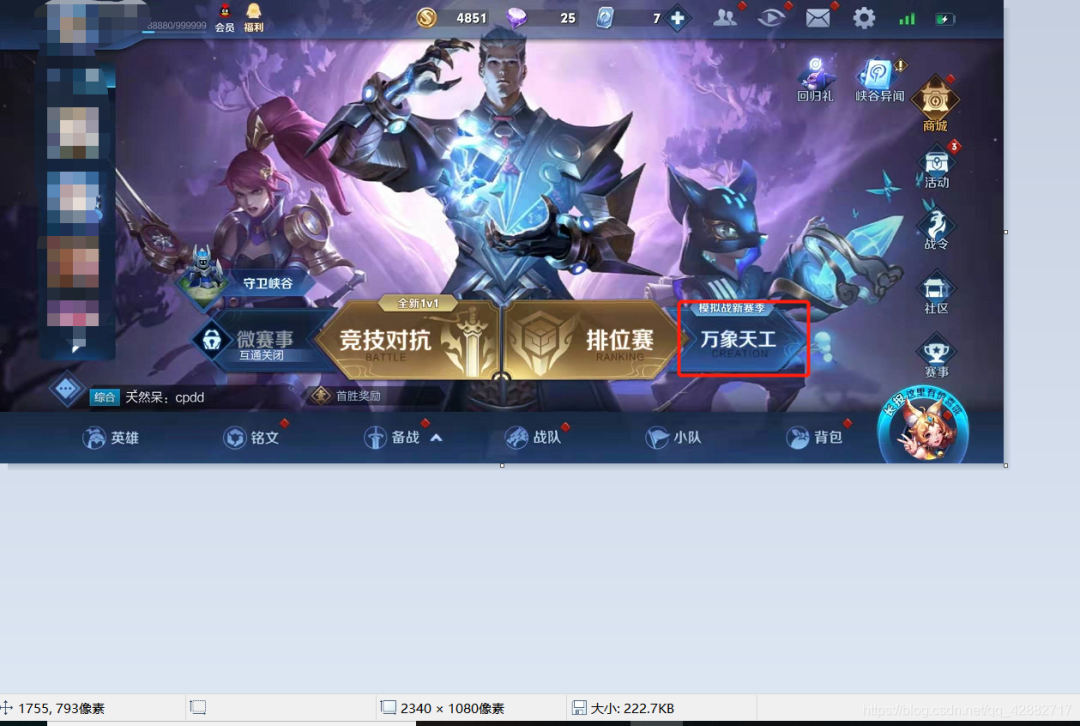 88880/999999
会员
福利
4851
25
7
回归礼
峡谷异闻
商城
3
活动
战令
社区
赛事
守卫峡谷
微赛事
互通关闭
全新1v1
竞技对抗
BATTLE
排位赛
RANKING
模拟战新赛季
万象天工
CREATION
综合 天然呆：cpdd
首胜奖励
英雄
铭文
备战
战队
小队
背包
1755, 793像素
2340 × 1080像素
大小: 222.7KB
https://blog.csdn.net/qq_42882717